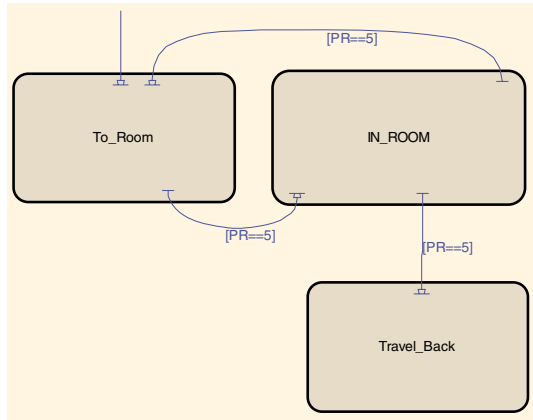 [PR==5]
To_Room
IN_ROOM
[PR==5]
[PR==5]
Travel_Back